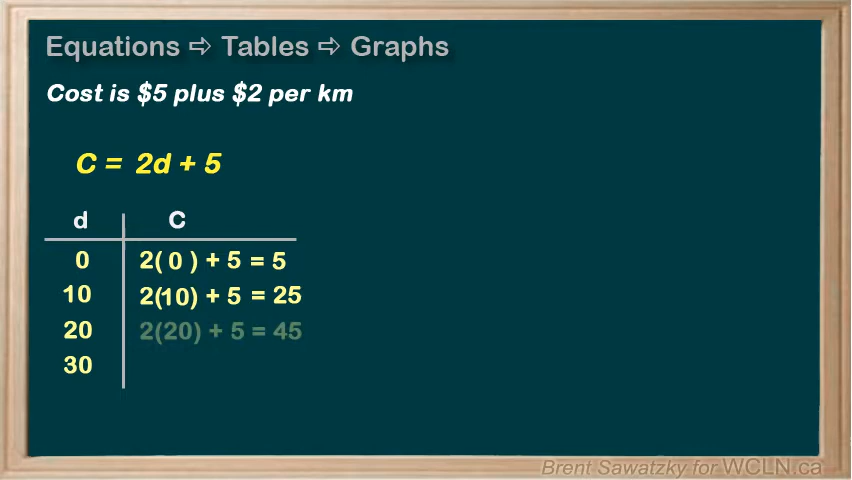 Equations ⇨ Tables ⇨ Graphs
Cost is $5 plus $2 per km
C = 2d + 5
d C
0 2( 0 ) + 5 = 5
10 2(10) + 5 = 25
20 2(20) + 5 = 45
30
Brent Sawatzky for WCLN.ca